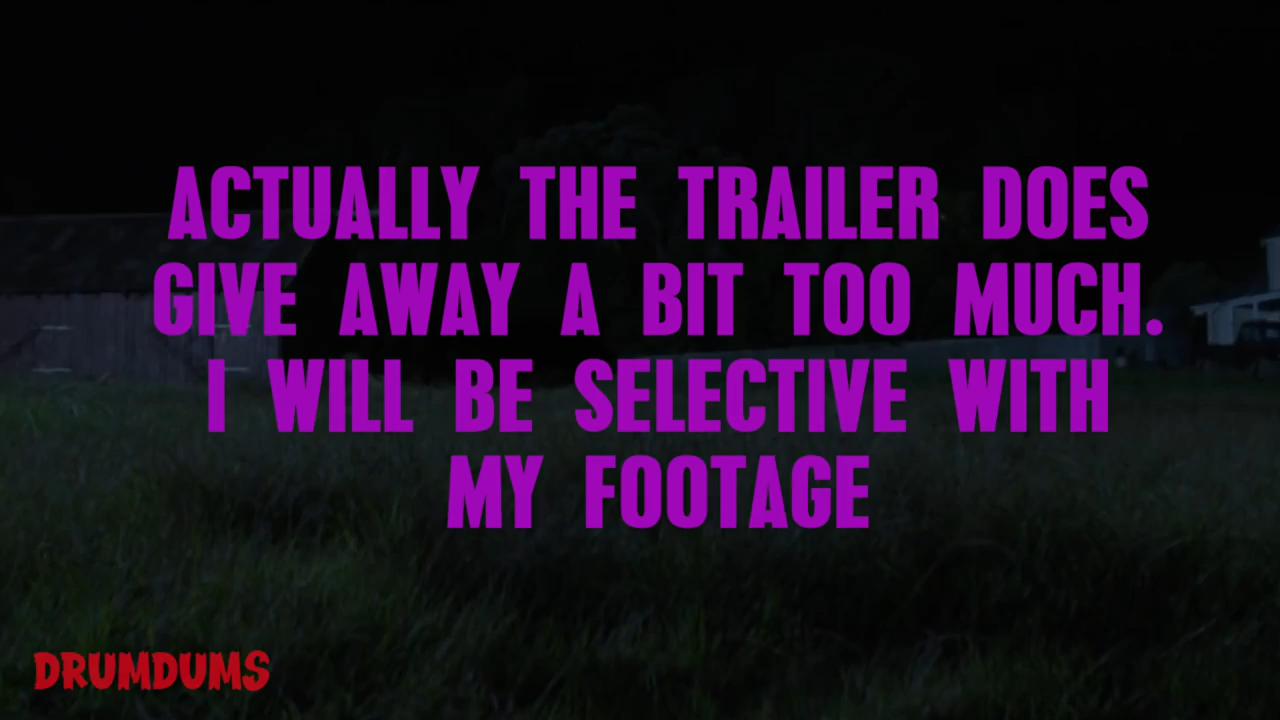 ACTUALLY THE TRAILER DOES
GIVE AWAY A BIT TOO MUCH.
I WILL BE SELECTIVE WITH
MY FOOTAGE
DRUMDUMS